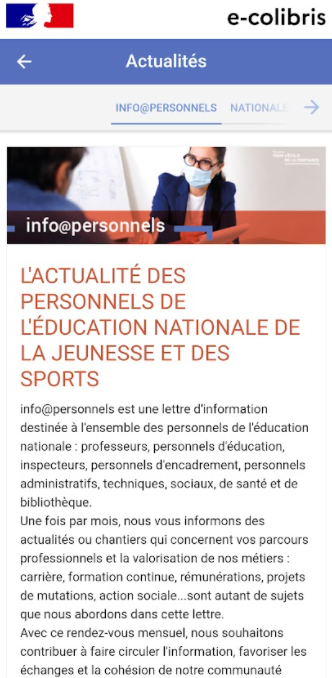 e-colibris
Actualités
INFO@PERSONNELS NATIONALE
info@personnels
L'ACTUALITÉ DES
PERSONNELS DE
L'ÉDUCATION NATIONALE DE
LA JEUNESSE ET DES
SPORTS
info@personnels est une lettre d'information
destinée à l'ensemble des personnels de l'éducation
nationale : professeurs, personnels d'éducation,
inspecteurs, personnels d'encadrement, personnels
administratifs, techniques, sociaux, de santé et de
bibliothèque.
Une fois par mois, nous vous informons des
actualités ou chantiers qui concernent vos parcours
professionnels et la valorisation de nos métiers :
carrière, formation continue, rémunérations, projets
de mutations, action sociale...sont autant de sujets
que nous abordons dans cette lettre.
Avec ce rendez-vous mensuel, nous souhaitons
contribuer à faire circuler l'information, favoriser les
échanges et la cohésion de notre communauté